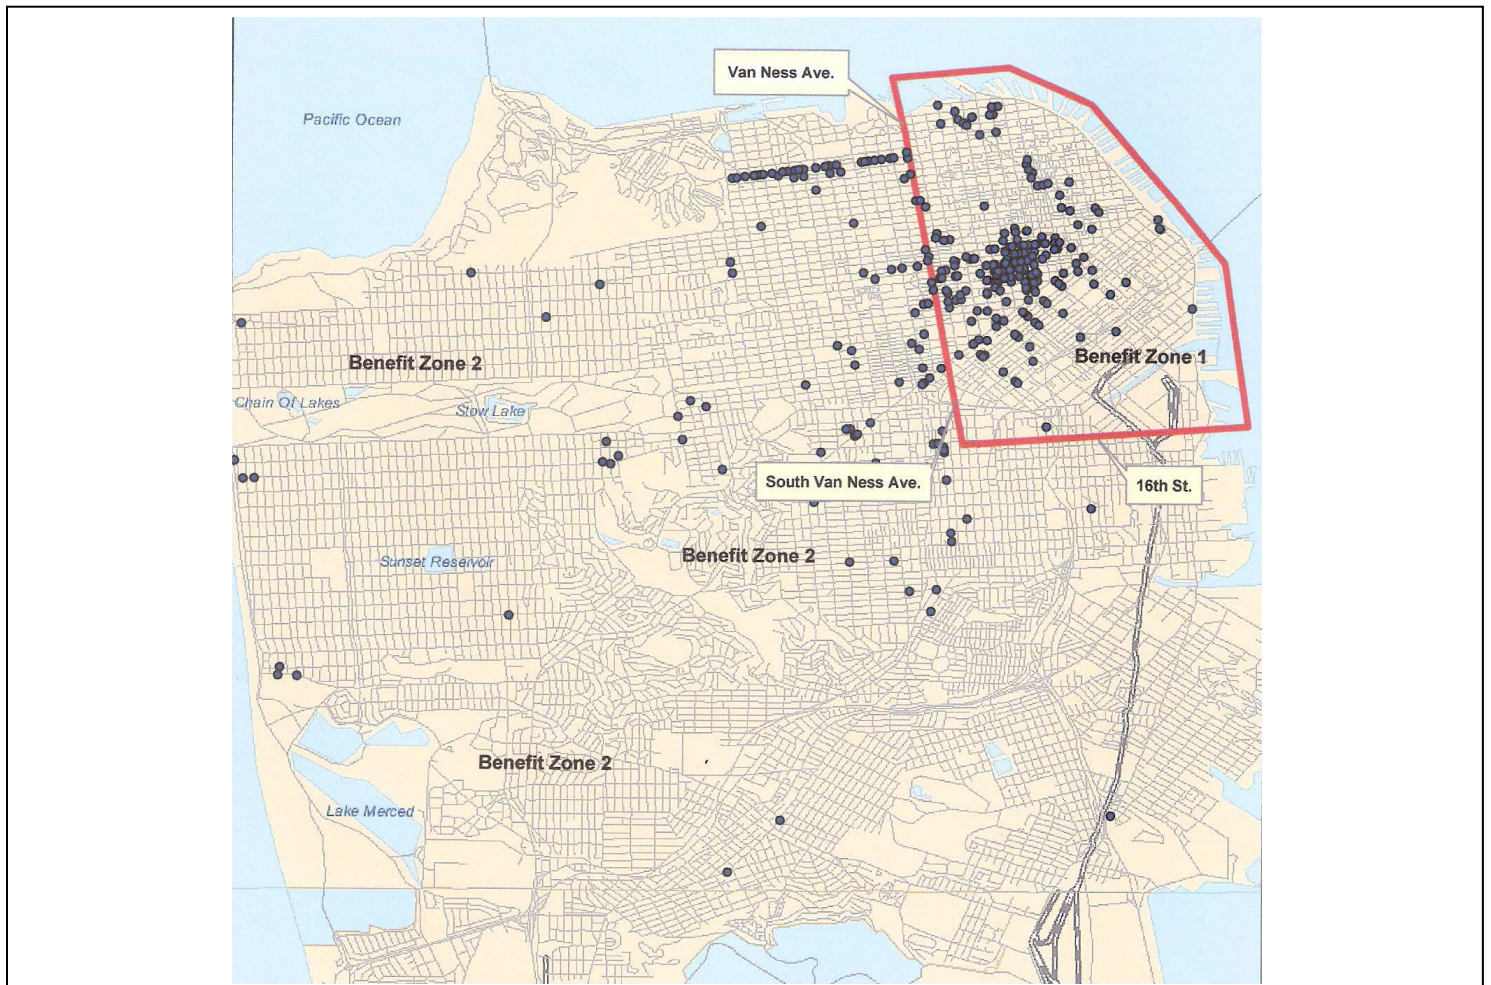 Van Ness Ave.
Pacific Ocean
Benefit Zone 1
Benefit Zone 2
Chain Of Lakes
Stow Lake
South Van Ness Ave.
16th St.
Benefit Zone 2
Sunset Reservoir
Benefit Zone 2
Lake Merced